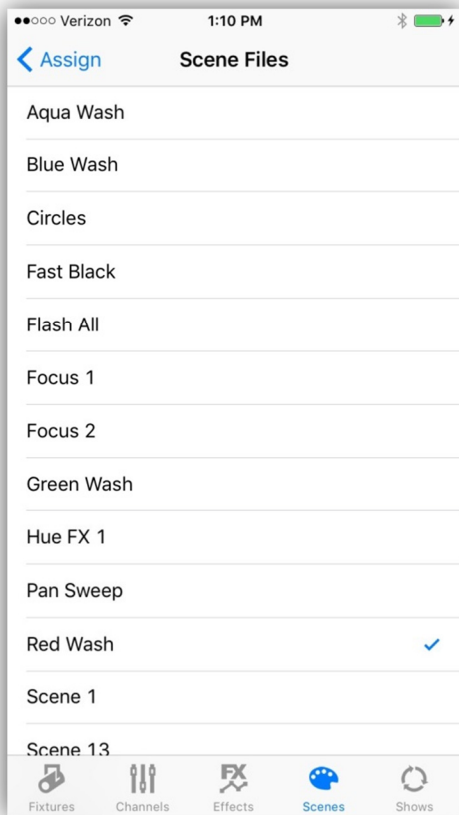 Verizon 1:10 PM
Assign Scene Files
Aqua Wash
Blue Wash
Circles
Fast Black
Flash All
Focus 1
Focus 2
Green Wash
Hue FX 1
Pan Sweep
Red Wash
Scene 1
Scene 13
FX
Fixtures Channels Effects Scenes Shows